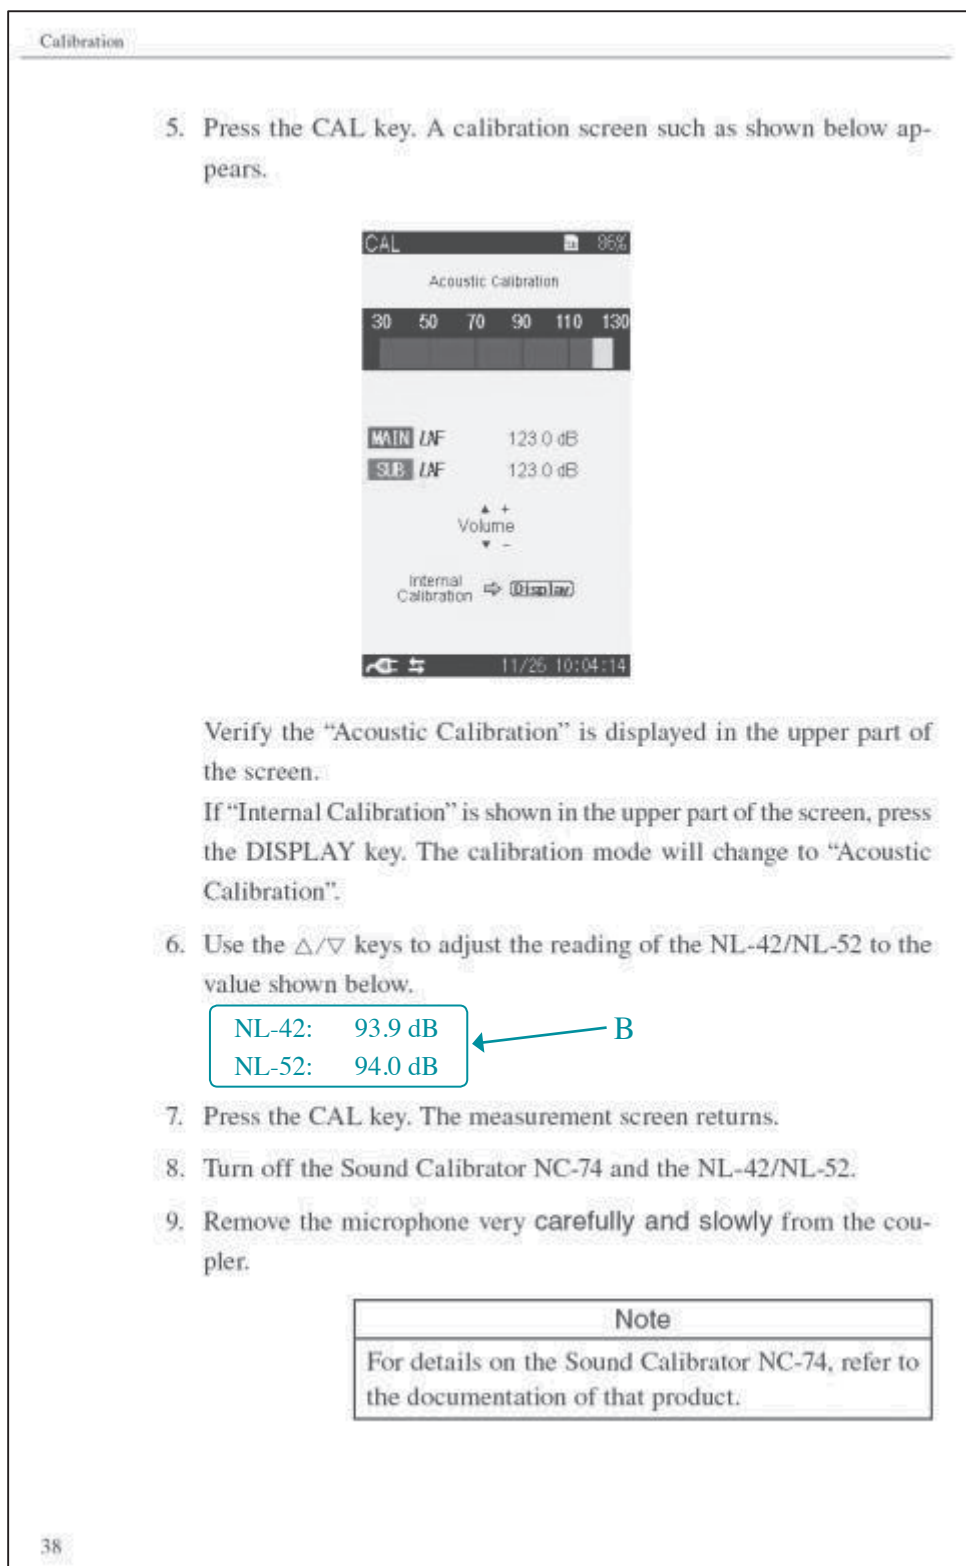 Calibration
5. Press the CAL key. A calibration screen such as shown below ap-
pears.
CAL 86%
Acoustic Calibration
30 50 70 90 110 130
MAIN LAF 123.0 dB
SUB LAF 123.0 dB
▲ +
Volume
▼ -
Internal
Calibration ⇨ Display
11/26 10:04:14
Verify the “Acoustic Calibration” is displayed in the upper part of
the screen.
If “Internal Calibration” is shown in the upper part of the screen, press
the DISPLAY key. The calibration mode will change to “Acoustic
Calibration”.
6. Use the △/▽ keys to adjust the reading of the NL-42/NL-52 to the
value shown below.
NL-42: 93.9 dB
B
NL-52: 94.0 dB
7. Press the CAL key. The measurement screen returns.
8. Turn off the Sound Calibrator NC-74 and the NL-42/NL-52.
9. Remove the microphone very carefully and slowly from the cou-
pler.
Note
For details on the Sound Calibrator NC-74, refer to
the documentation of that product.
38